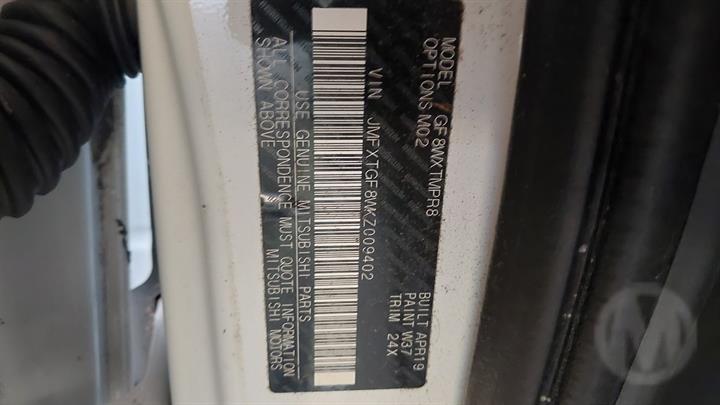 MODEL GF8WXTMPR8 BUILT APR19
OPTIONS M02 PAINT W37
TRIM 24X
VIN JMFXTGF8WKZ009402
USE GENUINE MITSUBISHI PARTS
ALL CORRESPONDENCE MUST QUOTE INFORMATION
SHOWN ABOVE MITSUBISHI MOTORS
M